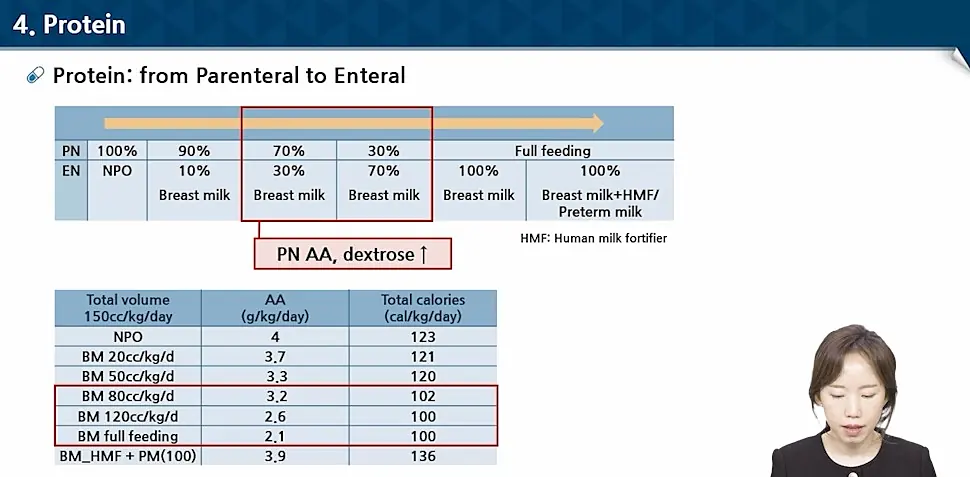 4. Protein
Protein: from Parenteral to Enteral
PN 100% 90% 70% 30% Full feeding
EN NPO 10% 30% 70% 100% 100%
Breast milk Breast milk Breast milk Breast milk Breast milk+HMF/
Preterm milk
HMF: Human milk fortifier
PN AA, dextrose ↑
Total volume AA Total calories
150cc/kg/day (g/kg/day) (cal/kg/day)
NPO 4 123
BM 20cc/kg/d 3.7 121
BM 50cc/kg/d 3.3 120
BM 80cc/kg/d 3.2 102
BM 120cc/kg/d 2.6 100
BM full feeding 2.1 100
BM_HMF + PM(100) 3.9 136